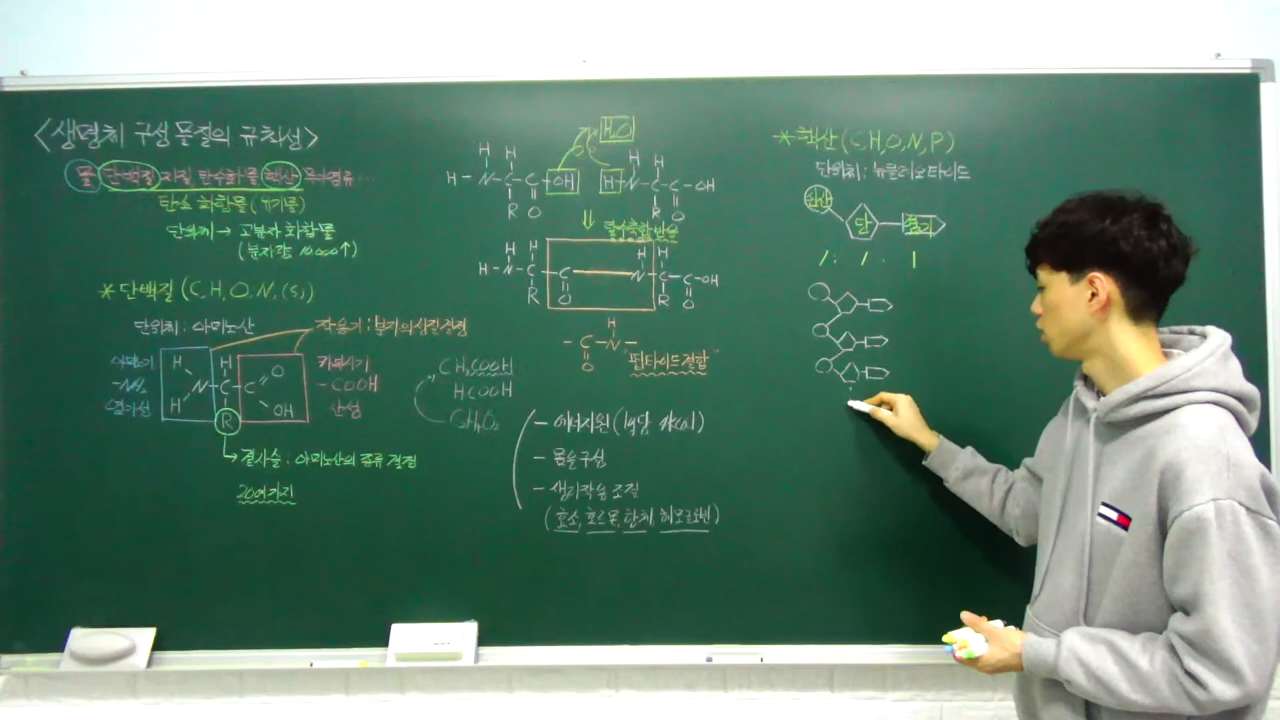 <생명체 구성 물질의 규칙성>
물 단백질 지질 탄수화물 핵산 무기염류 ...
탄소 화합물 (유기물)
단위체 → 고분자 화합물
(분자량 10000↑)
* 단백질 (C, H, O, N, (S))
단위체 : 아미노산
작용기 : 분자의 성질 결정
아미노기
-NH₂
염기성
H
N
H
H
C
R
C
O
OH
카복시기
-COOH
산성
→ 곁사슬 : 아미노산의 종류 결정
20여가지
H₂O
H H
H-N-C-C-OH
R O
H H
H-N-C-C-OH
R O
⇓ 탈수축합 반응
H H H H
H-N-C-C-N-C-C-OH
R O R O
H
-C-N-
O
"펩타이드결합"
CH₃COOH
HCOOH
- 에너지원 (1g당 4kcal)
- 몸을 구성
- 생리작용 조절
(효소, 호르몬, 항체, 헤모글로빈)
* 핵산 (C, H, O, N, P)
단위체 : 뉴클레오타이드
인산
당
염기
1 : 1 : 1